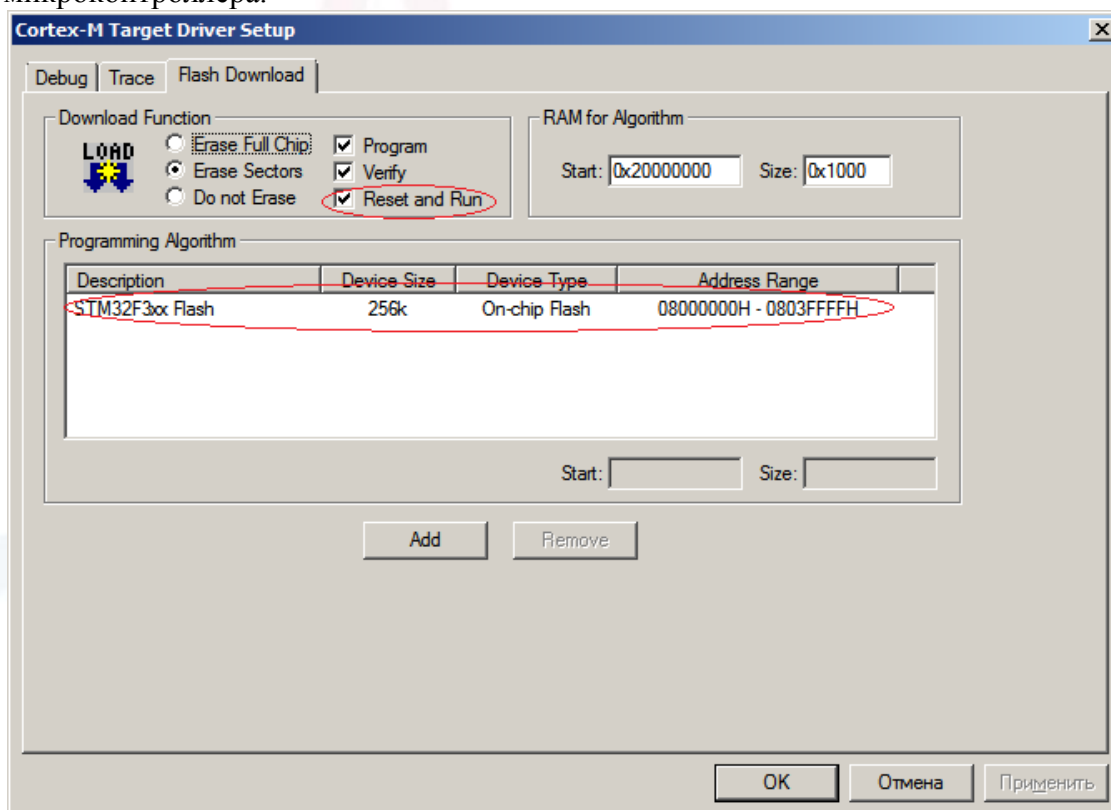 микроконтроллера.
Cortex-M Target Driver Setup
Debug Trace Flash Download
Download Function
LOAD
Erase Full Chip
Erase Sectors
Do not Erase
Program
Verify
Reset and Run
RAM for Algorithm
Start: 0x20000000 Size: 0x1000
Programming Algorithm
Description Device Size Device Type Address Range
STM32F3xx Flash 256k On-chip Flash 08000000H - 0803FFFFH
Start: Size:
Add Remove
OK Отмена Применить